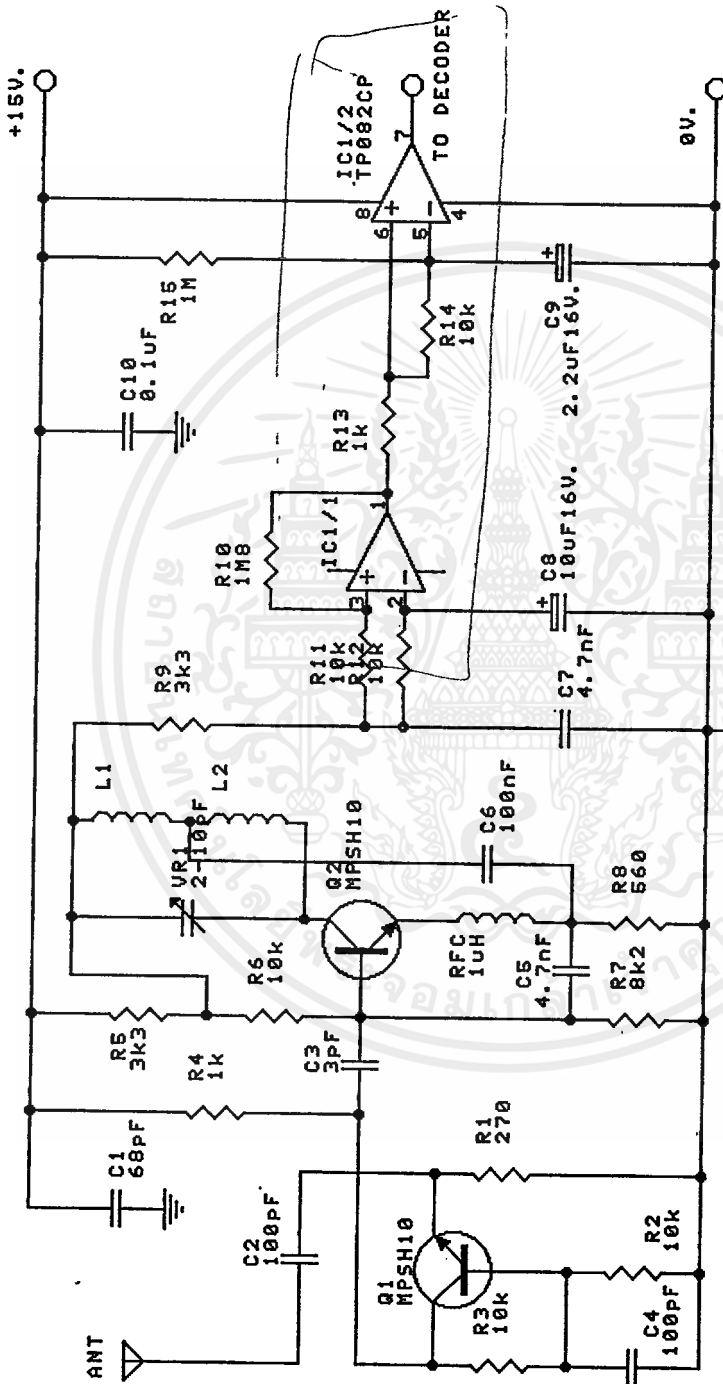 +15V.
ANT
C1
68pF
R4
1k
R5
3k3
C2
100pF
C3
3pF
R6
10k
VR1
2-10pF
L1
L2
Q1
MPSH10
Q2
MPSH10
R3
10k
C4
100pF
R2
10k
R1
270
RFC
1uH
C5
4.7nF
R7
8k2
R8
560
C6
100nF
R9
3k3
R11
10k
R12
10k
3
2
R10
1M8
IC1/1
1
C7
4.7nF
C8
+
10uF16V.
R13
1k
C10
0.1uF
R15
1M
R14
10k
C9
+
2.2uF16V.
IC1/2
TP082CP
8
6
5
4
7
+
-
+
-
TO DECODER
0V.